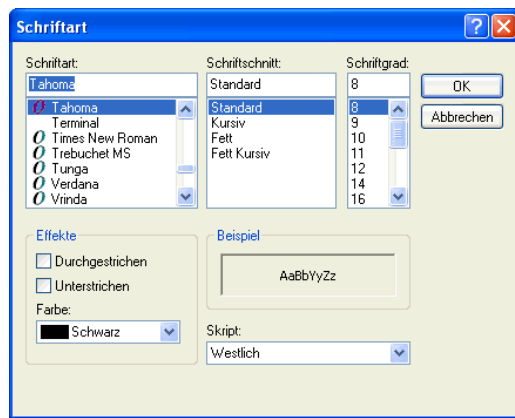 Schriftart
Schriftart:
Tahoma
Tahoma
Terminal
Times New Roman
Trebuchet MS
Tunga
Verdana
Vrinda
Schriftschnitt:
Standard
Standard
Kursiv
Fett
Fett Kursiv
Schriftgrad:
8
8
9
10
11
12
14
16
OK
Abbrechen
Effekte
Durchgestrichen
Unterstrichen
Farbe:
Schwarz
Beispiel
AaBbYyZz
Skript:
Westlich